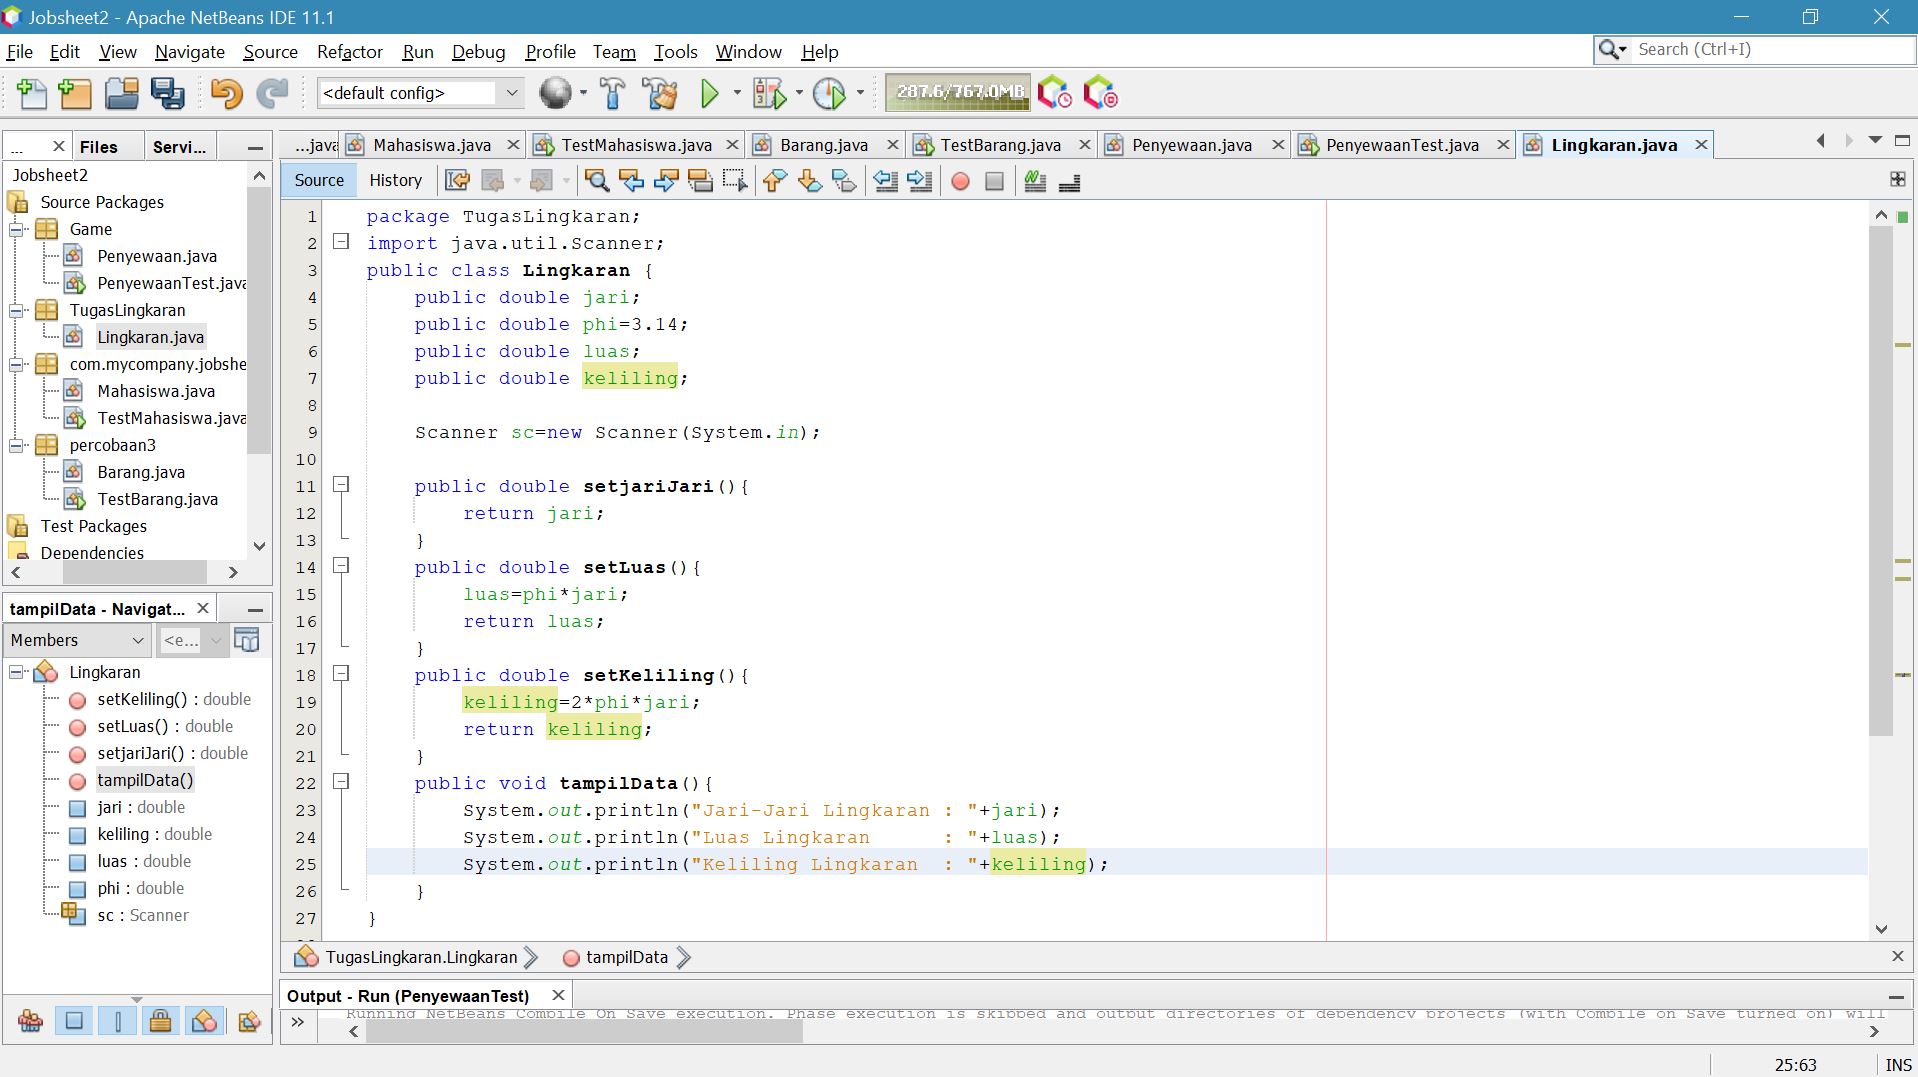 Jobsheet2 - Apache NetBeans IDE 11.1
File Edit View Navigate Source Refactor Run Debug Profile Team Tools Window Help
Search (Ctrl+I)
<default config>
287.6/767.0MB
... Files Servi...
Jobsheet2
Source Packages
Game
Penyewaan.java
PenyewaanTest.java
TugasLingkaran
Lingkaran.java
com.mycompany.jobshe
Mahasiswa.java
TestMahasiswa.java
percobaan3
Barang.java
TestBarang.java
Test Packages
Dependencies
tampilData - Navigat...
Members <e...
Lingkaran
setKeliling() : double
setLuas() : double
setjariJari() : double
tampilData()
jari : double
keliling : double
luas : double
phi : double
sc : Scanner
...java Mahasiswa.java TestMahasiswa.java Barang.java TestBarang.java Penyewaan.java PenyewaanTest.java Lingkaran.java
Source History
1 package TugasLingkaran;
2 import java.util.Scanner;
3 public class Lingkaran {
4 public double jari;
5 public double phi=3.14;
6 public double luas;
7 public double keliling;
8
9 Scanner sc=new Scanner(System.in);
10
11 public double setjariJari(){
12 return jari;
13 }
14 public double setLuas(){
15 luas=phi*jari;
16 return luas;
17 }
18 public double setKeliling(){
19 keliling=2*phi*jari;
20 return keliling;
21 }
22 public void tampilData(){
23 System.out.println("Jari-Jari Lingkaran : "+jari);
24 System.out.println("Luas Lingkaran      : "+luas);
25 System.out.println("Keliling Lingkaran  : "+keliling);
26 }
27 }
TugasLingkaran.Lingkaran tampilData
Output - Run (PenyewaanTest)
Running NetBeans Compile On Save execution. Phase execution is skipped and output directories of dependency projects (with Compile on Save turned on) will
25:63 INS